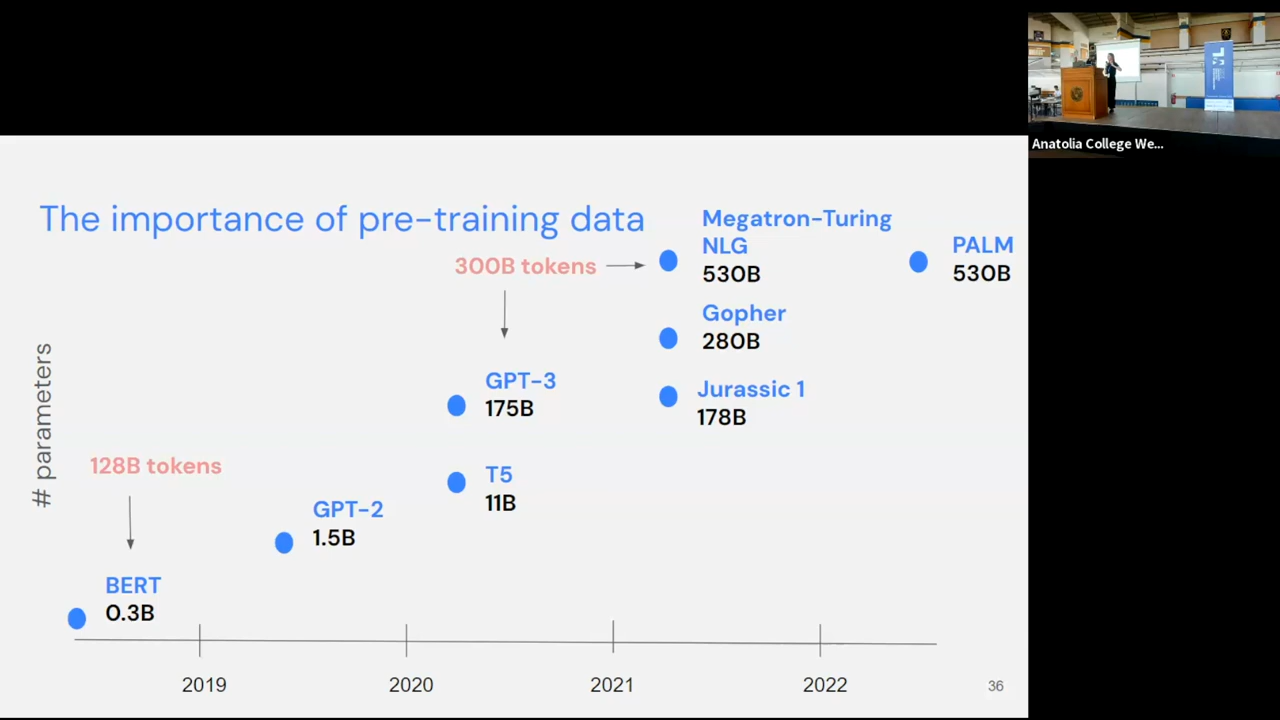 Anatolia College We...
The importance of pre-training data
Megatron-Turing
NLG
530B
PALM
530B
300B tokens
Gopher
280B
GPT-3
175B
Jurassic 1
178B
# parameters
128B tokens
T5
11B
GPT-2
1.5B
BERT
0.3B
2019
2020
2021
2022
36